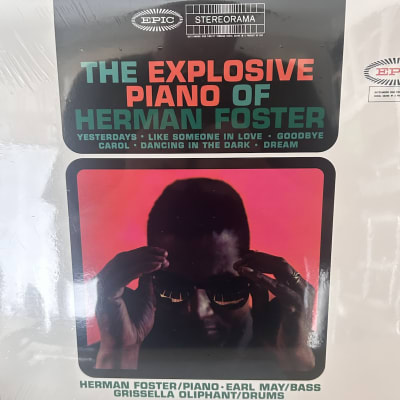 EPIC
STEREORAMA
THE EXPLOSIVE
PIANO OF
HERMAN FOSTER
YESTERDAYS · LIKE SOMEONE IN LOVE · GOODBYE
CAROL · DANCING IN THE DARK · DREAM
EPIC
HERMAN FOSTER/PIANO · EARL MAY/BASS
GRISSELLA OLIPHANT/DRUMS